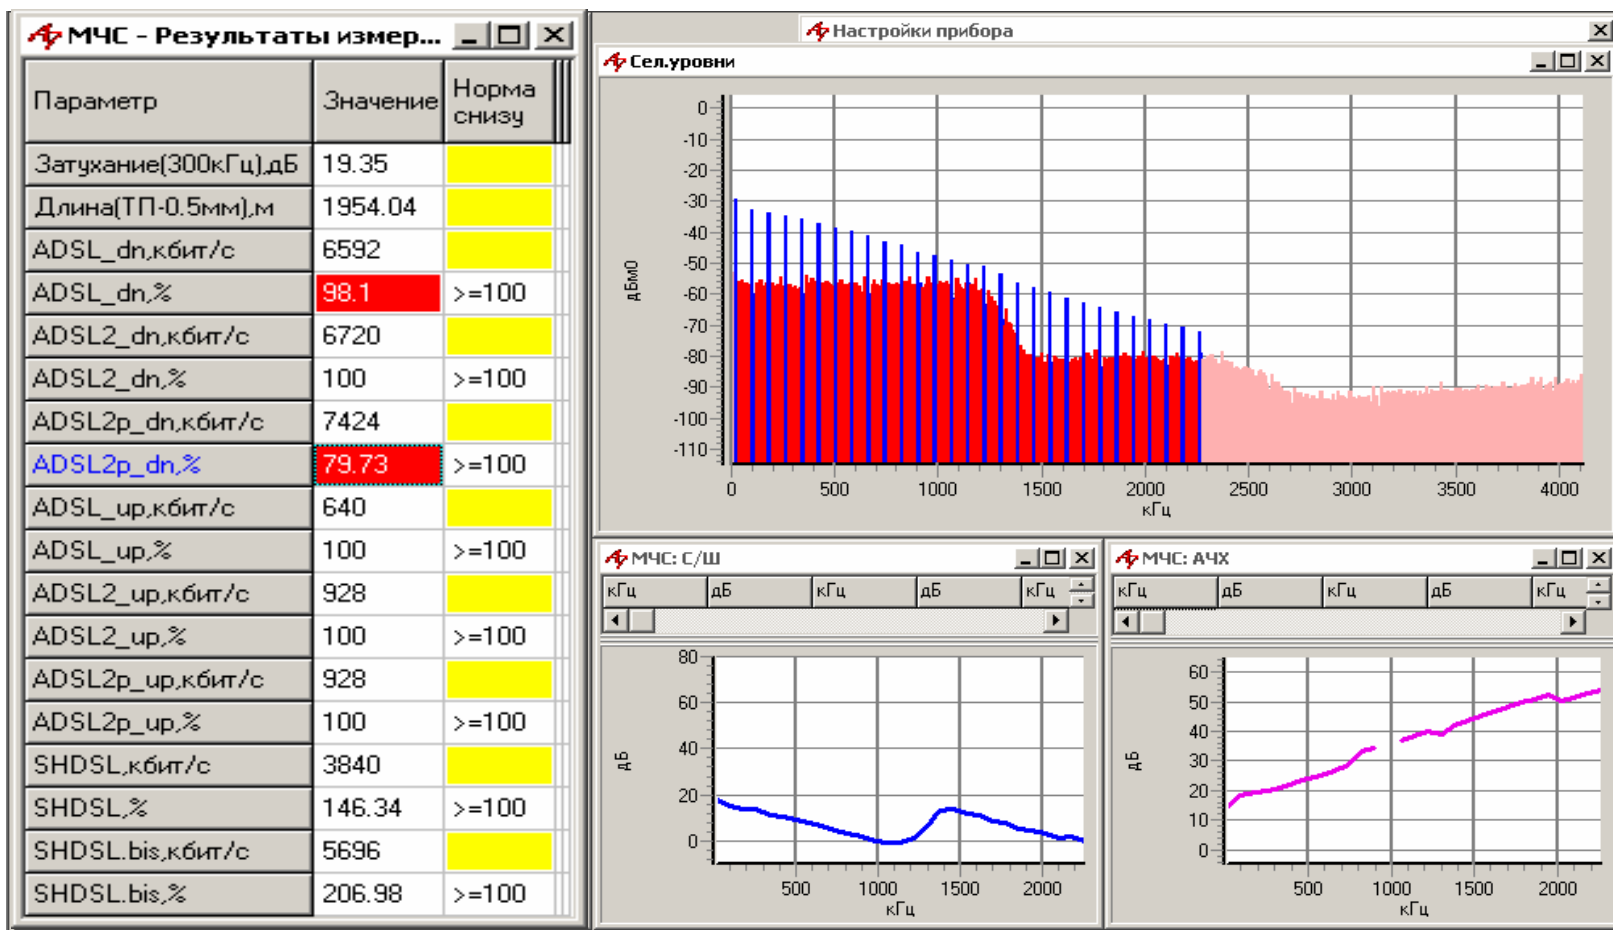 МЧС - Результаты измер...
Параметр Значение Норма снизу
Затухание(300кГц),дБ 19.35
Длина(ТП-0.5мм),м 1954.04
ADSL_dn,кбит/с 6592
ADSL_dn,% 98.1 >=100
ADSL2_dn,кбит/с 6720
ADSL2_dn,% 100 >=100
ADSL2p_dn,кбит/с 7424
ADSL2p_dn,% 79.73 >=100
ADSL_up,кбит/с 640
ADSL_up,% 100 >=100
ADSL2_up,кбит/с 928
ADSL2_up,% 100 >=100
ADSL2p_up,кбит/с 928
ADSL2p_up,% 100 >=100
SHDSL,кбит/с 3840
SHDSL,% 146.34 >=100
SHDSL.bis,кбит/с 5696
SHDSL.bis,% 206.98 >=100
Настройки прибора
Сел.уровни
0
-10
-20
-30
-40
-50
-60
-70
-80
-90
-100
-110
дБм0
0 500 1000 1500 2000 2500 3000 3500 4000
кГц
МЧС: С/Ш
кГц дБ кГц дБ кГц
80
60
40
20
0
дБ
500 1000 1500 2000
кГц
МЧС: АЧХ
кГц дБ кГц дБ кГц
60
50
40
30
20
10
0
дБ
500 1000 1500 2000
кГц